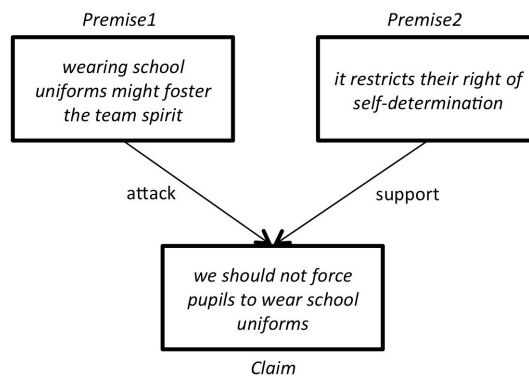 Premise1
Premise2
wearing school
uniforms might foster
the team spirit
it restricts their right of
self-determination
attack
support
we should not force
pupils to wear school
uniforms
Claim